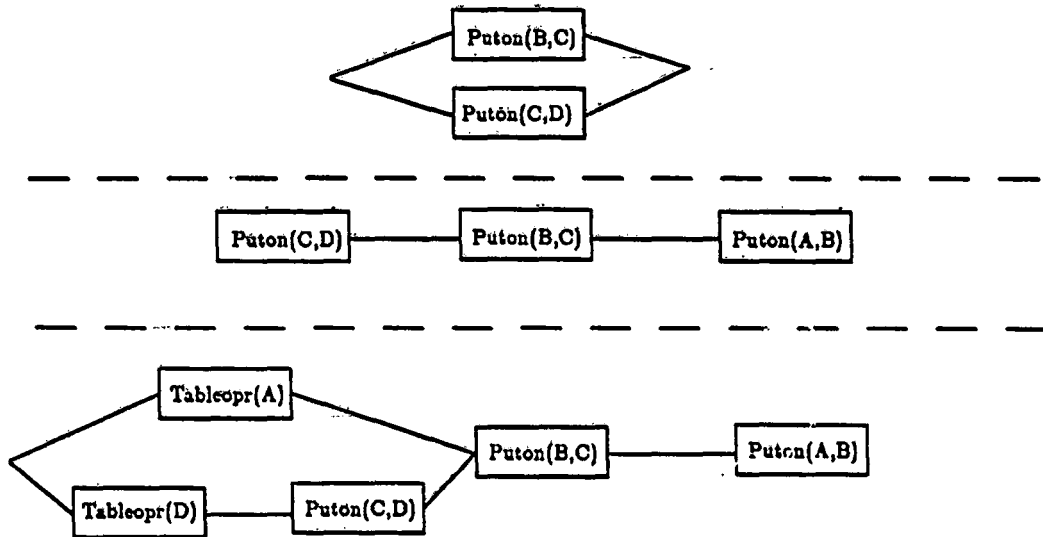 Puton(B,C)
Puton(C,D)
Puton(C,D)
Puton(B,C)
Puton(A,B)
Tableopr(A)
Puton(B,C)
Puton(A,B)
Tableopr(D)
Puton(C,D)